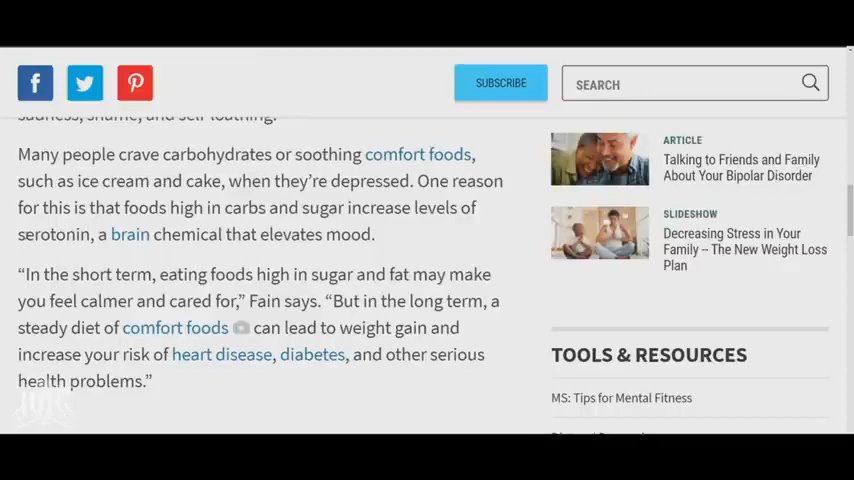 SUBSCRIBE
SEARCH
sadness, shame, and self-loathing.
Many people crave carbohydrates or soothing comfort foods,
such as ice cream and cake, when they’re depressed. One reason
for this is that foods high in carbs and sugar increase levels of
serotonin, a brain chemical that elevates mood.
“In the short term, eating foods high in sugar and fat may make
you feel calmer and cared for,” Fain says. “But in the long term, a
steady diet of comfort foods can lead to weight gain and
increase your risk of heart disease, diabetes, and other serious
health problems.”
ARTICLE
Talking to Friends and Family
About Your Bipolar Disorder
SLIDESHOW
Decreasing Stress in Your
Family – The New Weight Loss
Plan
TOOLS & RESOURCES
MS: Tips for Mental Fitness